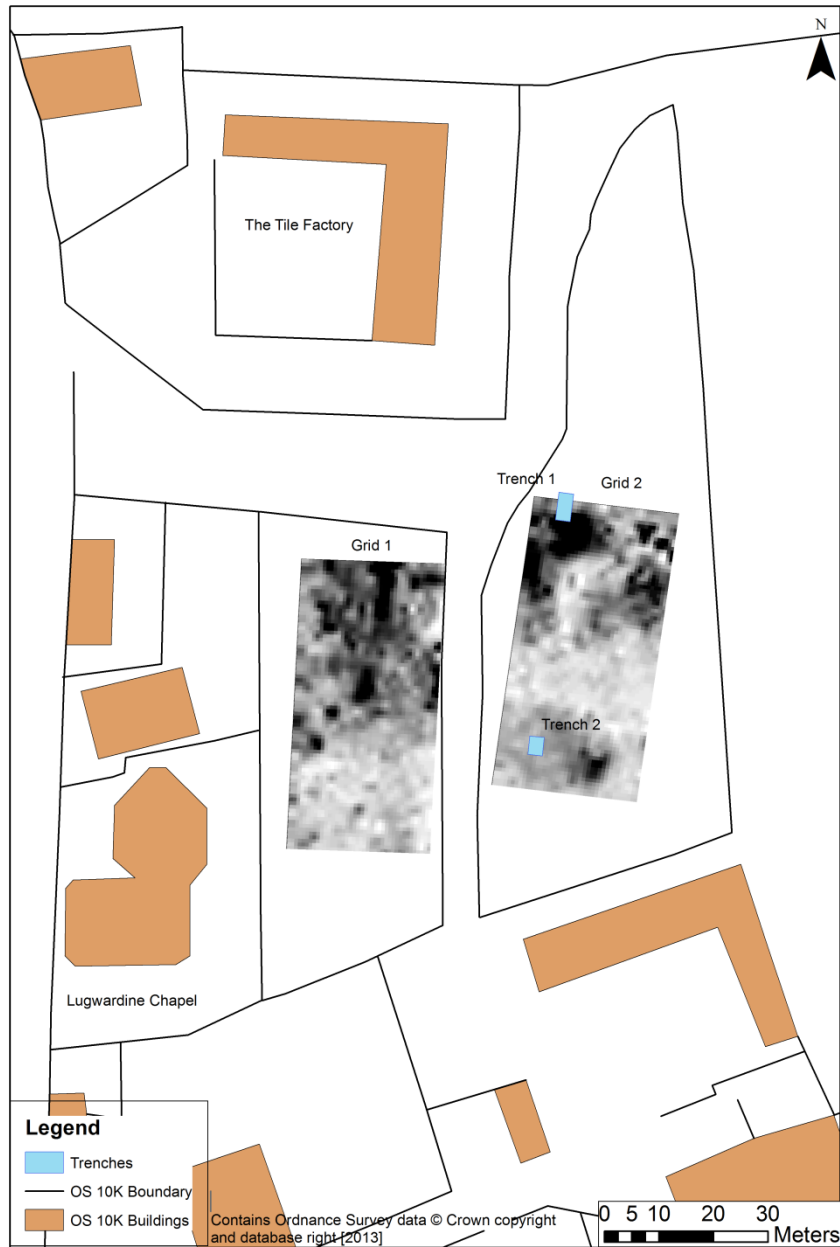 N
The Tile Factory
Trench 1
Grid 2
Grid 1
Trench 2
Lugwardine Chapel
Legend
Trenches
OS 10K Boundary
OS 10K Buildings
Contains Ordnance Survey data © Crown copyright
and database right [2013]
0 5 10 20 30
Meters